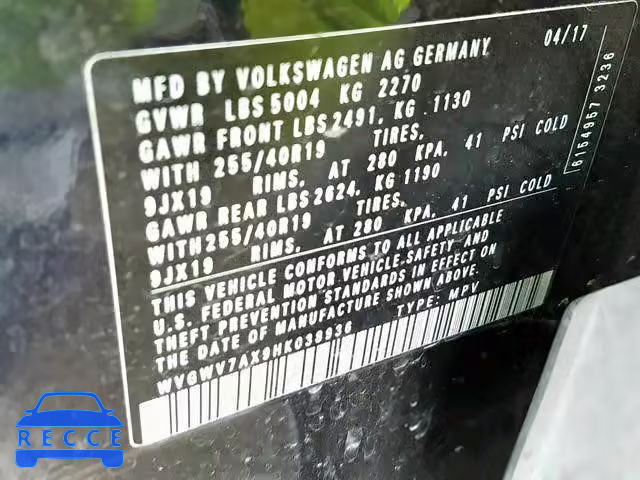 MFD BY VOLKSWAGEN AG GERMANY 04/17
GVWR LBS 5004 KG 2270
GAWR FRONT LBS 2491, KG 1130
WITH 255/40R19 TIRES,
9JX19 RIMS, AT 280 KPA, 41 PSI COLD
GAWR REAR LBS 2624, KG 1190
WITH 255/40R19 TIRES,
9JX19 RIMS, AT 280 KPA, 41 PSI COLD
THIS VEHICLE CONFORMS TO ALL APPLICABLE
U.S. FEDERAL MOTOR VEHICLE SAFETY AND
THEFT PREVENTION STANDARDS IN EFFECT ON
THE DATE OF MANUFACTURE SHOWN ABOVE.
WVGWV7AX9HK039936 TYPE: MPV
6154957 3236
RECCE